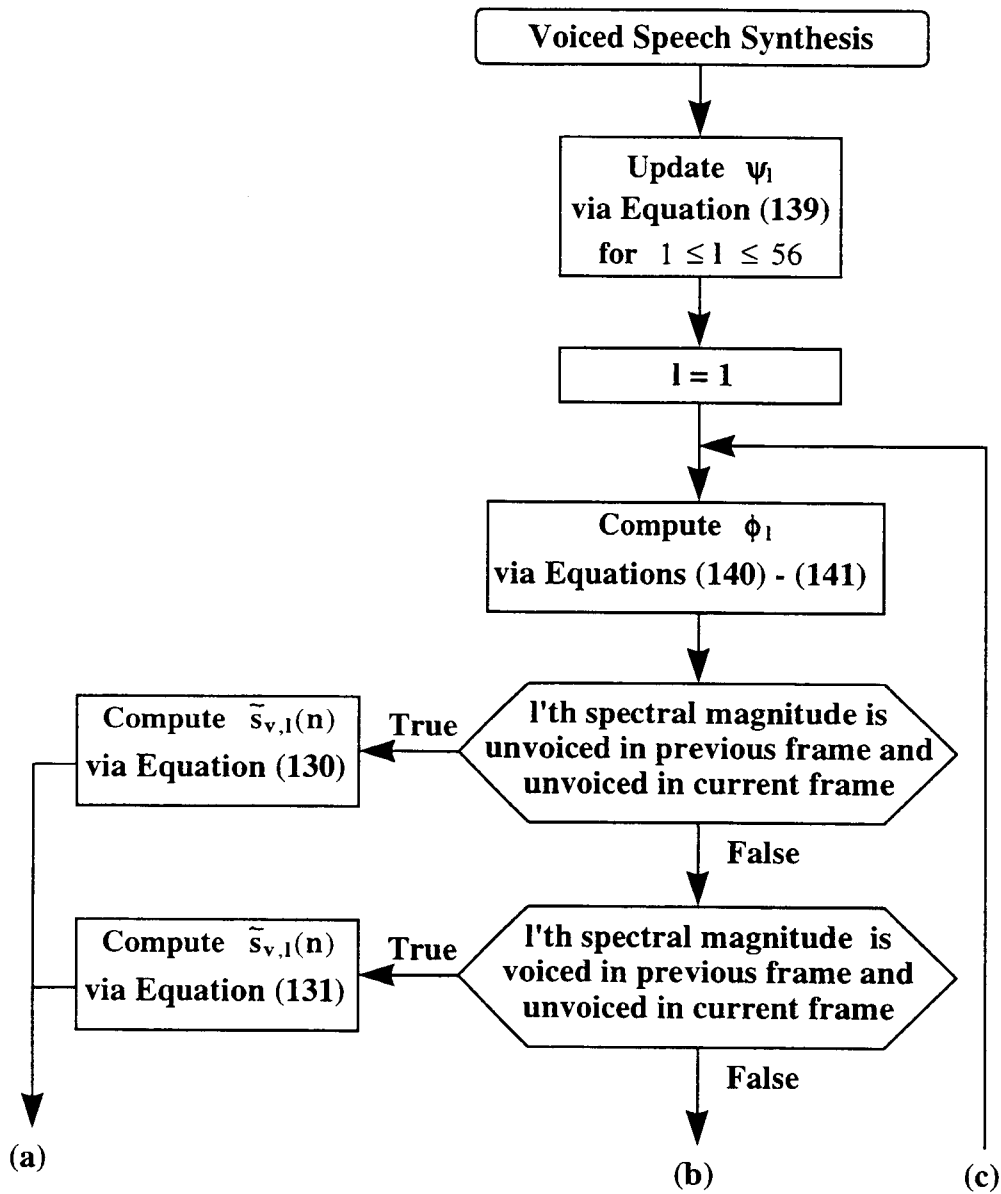 Voiced Speech Synthesis
Update ψₗ
via Equation (139)
for 1 ≤ l ≤ 56
l = 1
Compute ϕₗ
via Equations (140) - (141)
l'th spectral magnitude is
unvoiced in previous frame and
unvoiced in current frame
True
Compute s̃ᵥ,ₗ(n)
via Equation (130)
False
l'th spectral magnitude is
voiced in previous frame and
unvoiced in current frame
True
Compute s̃ᵥ,ₗ(n)
via Equation (131)
False
(a)
(b)
(c)